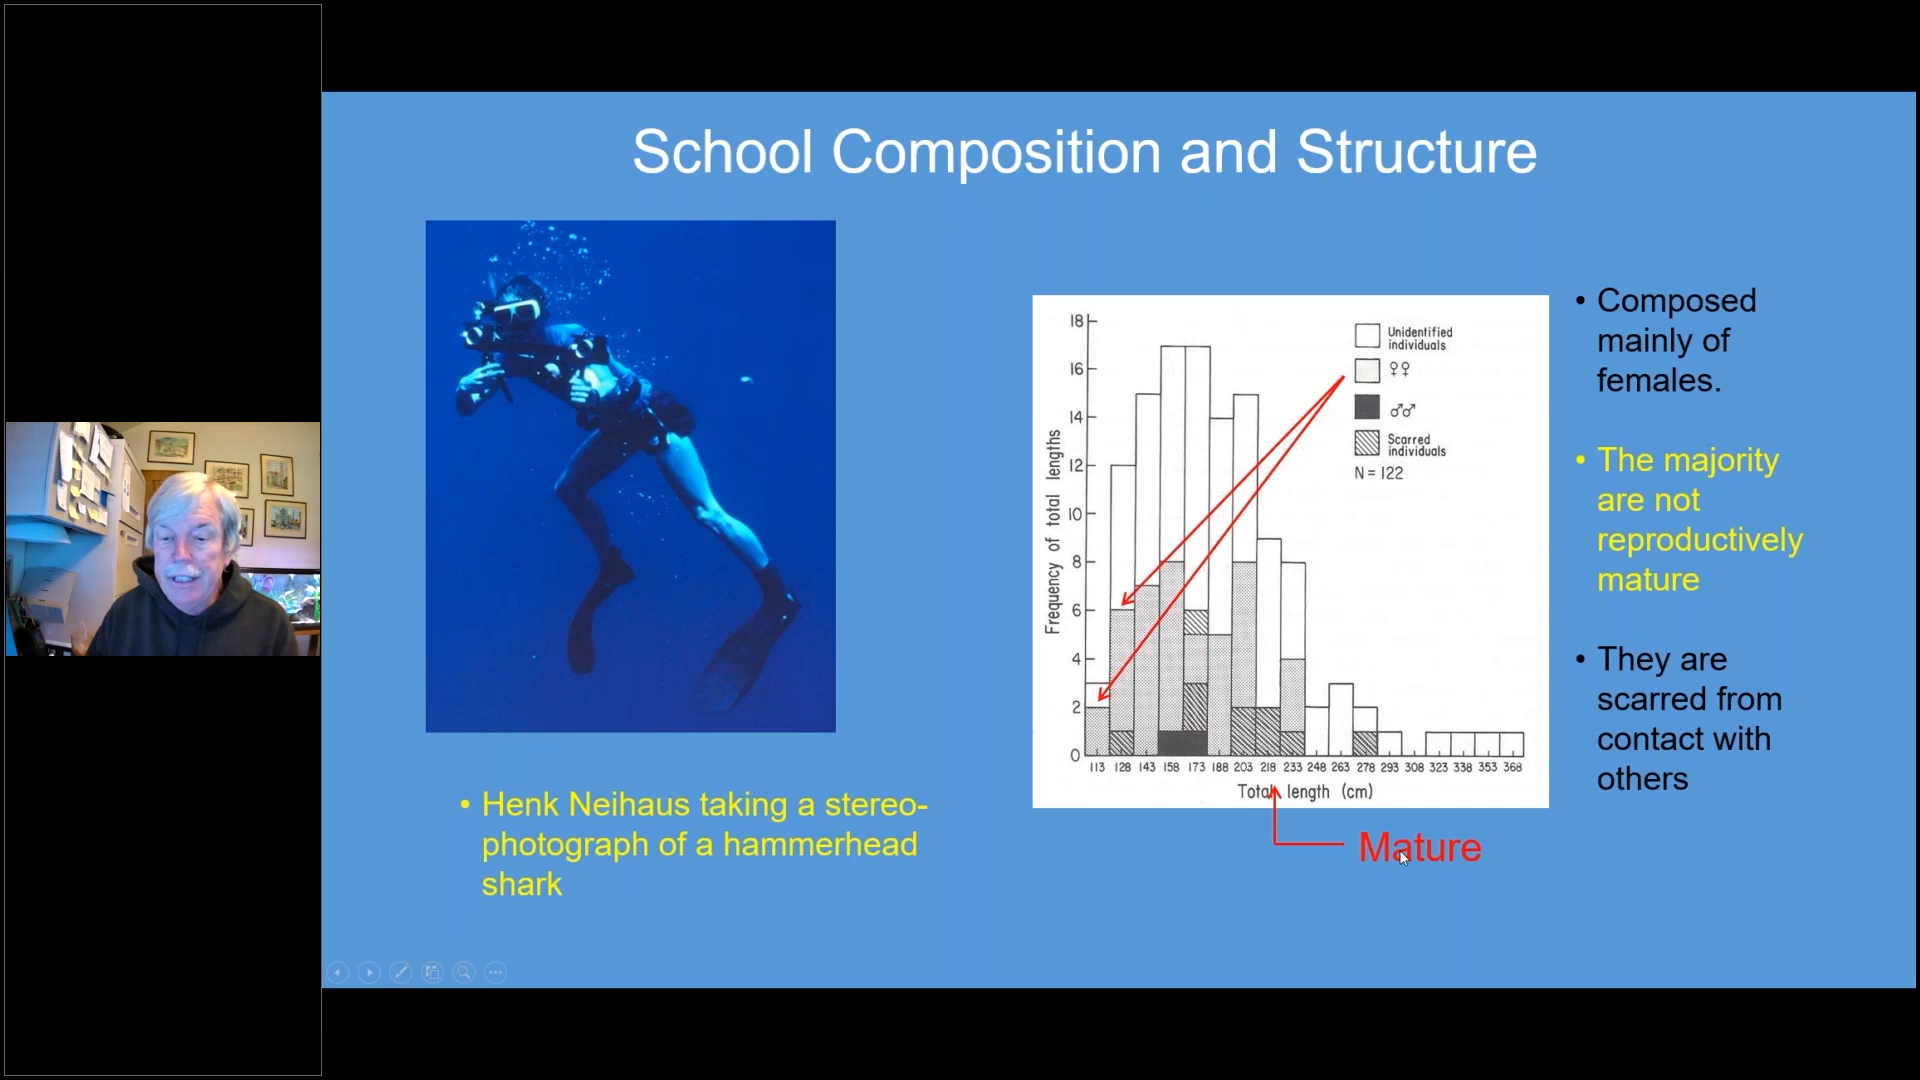 School Composition and Structure
• Henk Neihaus taking a stereo-
photograph of a hammerhead
shark
Frequency of total lengths
18
16
14
12
10
8
6
4
2
0
113 128 143 158 173 188 203 218 233 248 263 278 293 308 323 338 353 368
Total length (cm)
Unidentified
individuals
♀♀
♂♂
Scarred
individuals
N = 122
Mature
• Composed
mainly of
females.
• The majority
are not
reproductively
mature
• They are
scarred from
contact with
others